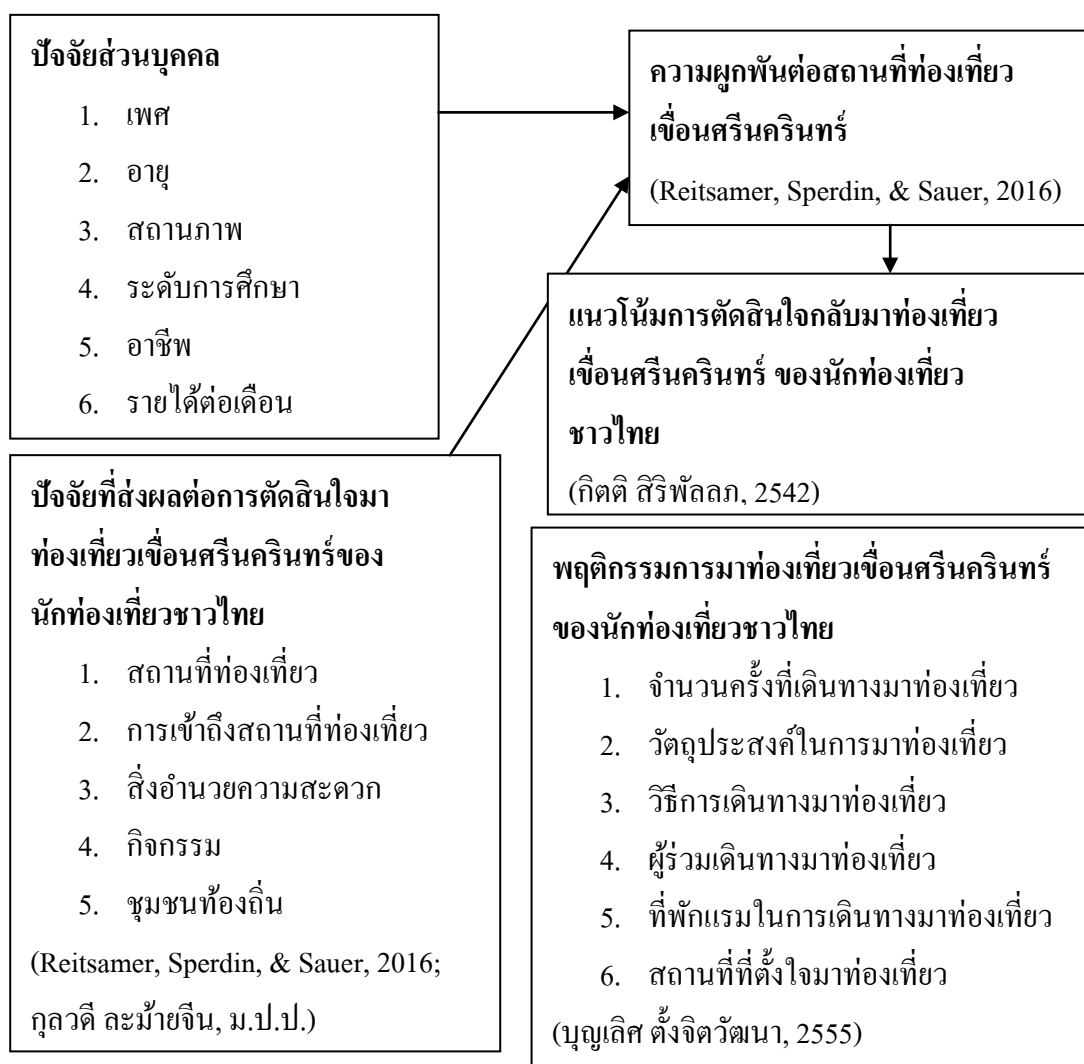 ปัจจัยส่วนบุคคล
1. เพศ
2. อายุ
3. สถานภาพ
4. ระดับการศึกษา
5. อาชีพ
6. รายได้ต่อเดือน
ความผูกพันต่อสถานที่ท่องเที่ยว
เขื่อนศรีนครินทร์
(Reitsamer, Sperdin, & Sauer, 2016)
แนวโน้มการตัดสินใจกลับมาท่องเที่ยว
เขื่อนศรีนครินทร์ ของนักท่องเที่ยว
ชาวไทย
(กิตติ สิริพัลลภ, 2542)
ปัจจัยที่ส่งผลต่อการตัดสินใจมา
ท่องเที่ยวเขื่อนศรีนครินทร์ของ
นักท่องเที่ยวชาวไทย
1. สถานที่ท่องเที่ยว
2. การเข้าถึงสถานที่ท่องเที่ยว
3. สิ่งอำนวยความสะดวก
4. กิจกรรม
5. ชุมชนท้องถิ่น
(Reitsamer, Sperdin, & Sauer, 2016;
กุลวดี ละม้ายจีน, ม.ป.ป.)
พฤติกรรมการมาท่องเที่ยวเขื่อนศรีนครินทร์
ของนักท่องเที่ยวชาวไทย
1. จำนวนครั้งที่เดินทางมาท่องเที่ยว
2. วัตถุประสงค์ในการมาท่องเที่ยว
3. วิธีการเดินทางมาท่องเที่ยว
4. ผู้ร่วมเดินทางมาท่องเที่ยว
5. ที่พักแรมในการเดินทางมาท่องเที่ยว
6. สถานที่ที่ตั้งใจมาท่องเที่ยว
(บุญเลิศ ตั้งจิตวัฒนา, 2555)